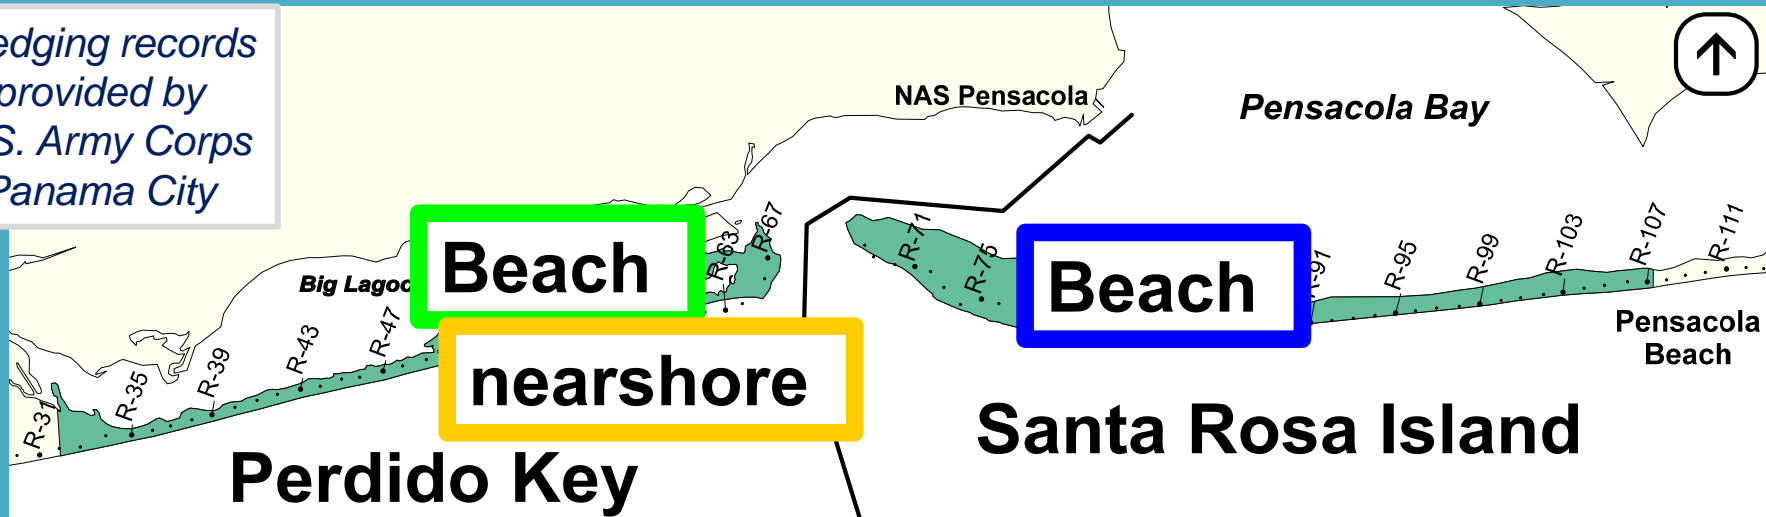 edging records
provided by
S. Army Corps
Panama City
NAS Pensacola
Pensacola Bay
Beach
Big Lagoo
nearshore
Beach
R-31
R-35
R-39
R-43
R-47
R-63
R-67
R-71
R-75
R-91
R-95
R-99
R-103
R-107
R-111
Pensacola
Beach
Santa Rosa Island
Perdido Key